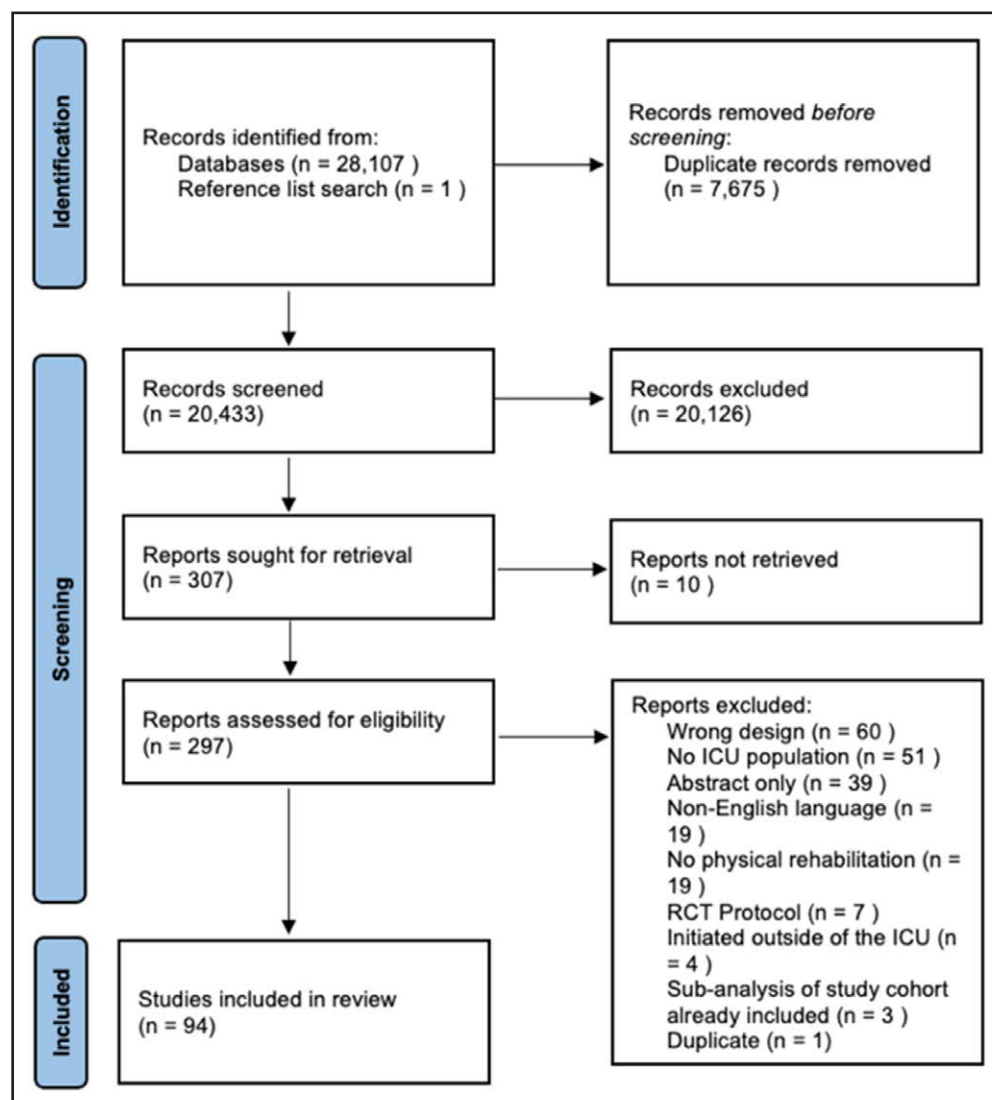 Identification
Records identified from:
Databases (n = 28,107 )
Reference list search (n = 1 )
Records removed before
screening:
Duplicate records removed
(n = 7,675 )
Screening
Records screened
(n = 20,433)
Records excluded
(n = 20,126)
Reports sought for retrieval
(n = 307)
Reports not retrieved
(n = 10 )
Reports assessed for eligibility
(n = 297)
Reports excluded:
Wrong design (n = 60 )
No ICU population (n = 51 )
Abstract only (n = 39 )
Non-English language (n =
19 )
No physical rehabilitation (n =
19 )
RCT Protocol (n = 7 )
Initiated outside of the ICU (n
= 4 )
Sub-analysis of study cohort
already included (n = 3 )
Duplicate (n = 1)
Included
Studies included in review
(n = 94)